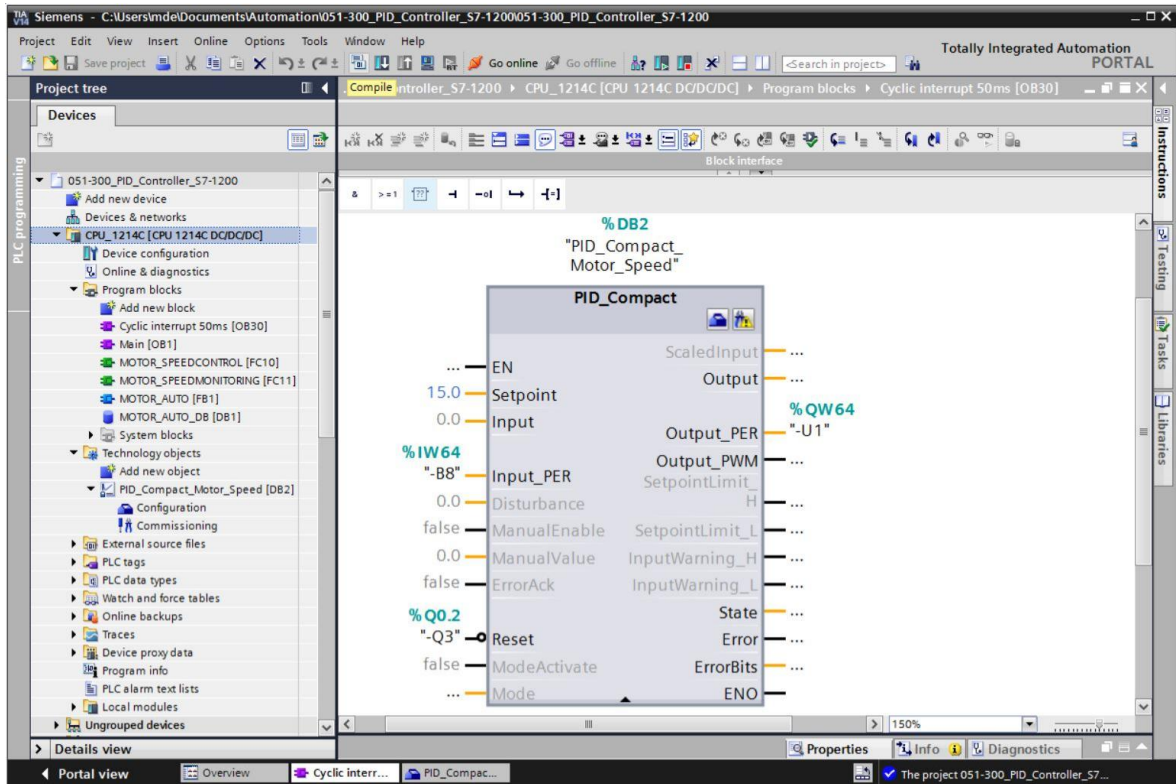 TIA V14 Siemens - C:\Users\mde\Documents\Automation\051-300_PID_Controller_S7-1200\051-300_PID_Controller_S7-1200
Project Edit View Insert Online Options Tools Window Help
Totally Integrated Automation
PORTAL
Save project Go online Go offline <Search in project>
Project tree
Compile ntroller_S7-1200 CPU_1214C [CPU 1214C DC/DC/DC] Program blocks Cyclic interrupt 50ms [OB30]
Devices
Block interface
PLC programming
051-300_PID_Controller_S7-1200
Add new device
Devices & networks
CPU_1214C [CPU 1214C DC/DC/DC]
Device configuration
Online & diagnostics
Program blocks
Add new block
Cyclic interrupt 50ms [OB30]
Main [OB1]
MOTOR_SPEEDCONTROL [FC10]
MOTOR_SPEEDMONITORING [FC11]
MOTOR_AUTO [FB1]
MOTOR_AUTO_DB [DB1]
System blocks
Technology objects
Add new object
PID_Compact_Motor_Speed [DB2]
Configuration
Commissioning
External source files
PLC tags
PLC data types
Watch and force tables
Online backups
Traces
Device proxy data
Program info
PLC alarm text lists
Local modules
Ungrouped devices
Details view
& >=1 ?? -| -o| -[=]
%DB2
"PID_Compact_
Motor_Speed"
PID_Compact
ScaledInput ...
... EN
Output ...
15.0 Setpoint
%QW64
0.0 Input
Output_PER "-U1"
%IW64
Output_PWM ...
"-B8" Input_PER
SetpointLimit_
H ...
0.0 Disturbance
false ManualEnable SetpointLimit_L ...
0.0 ManualValue InputWarning_H ...
false ErrorAck InputWarning_L ...
%Q0.2
State ...
"-Q3" Reset Error ...
false ModeActivate ErrorBits ...
... Mode ENO
150%
Properties Info Diagnostics
Instructions
Testing
Tasks
Libraries
Portal view Overview Cyclic interr... PID_Compac... The project 051-300_PID_Controller_S7...